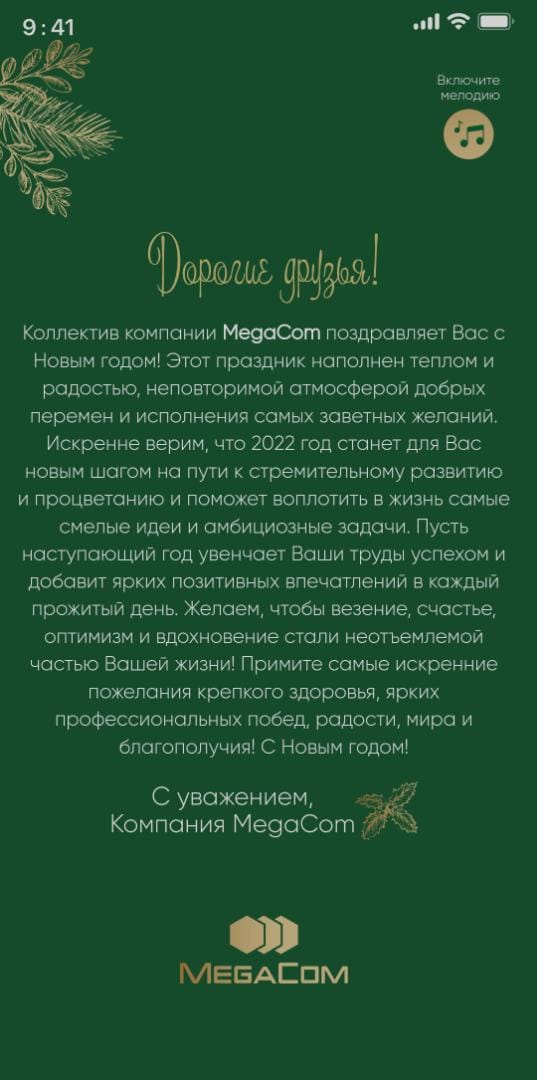 9:41
Включите
мелодию
Дорогие друзья!
Коллектив компании MegaCom поздравляет Вас с
Новым годом! Этот праздник наполнен теплом и
радостью, неповторимой атмосферой добрых
перемен и исполнения самых заветных желаний.
Искренне верим, что 2022 год станет для Вас
новым шагом на пути к стремительному развитию
и процветанию и поможет воплотить в жизнь самые
смелые идеи и амбициозные задачи. Пусть
наступающий год увенчает Ваши труды успехом и
добавит ярких позитивных впечатлений в каждый
прожитый день. Желаем, чтобы везение, счастье,
оптимизм и вдохновение стали неотъемлемой
частью Вашей жизни! Примите самые искренние
пожелания крепкого здоровья, ярких
профессиональных побед, радости, мира и
благополучия! С Новым годом!
С уважением,
Компания MegaCom
MEGACOM